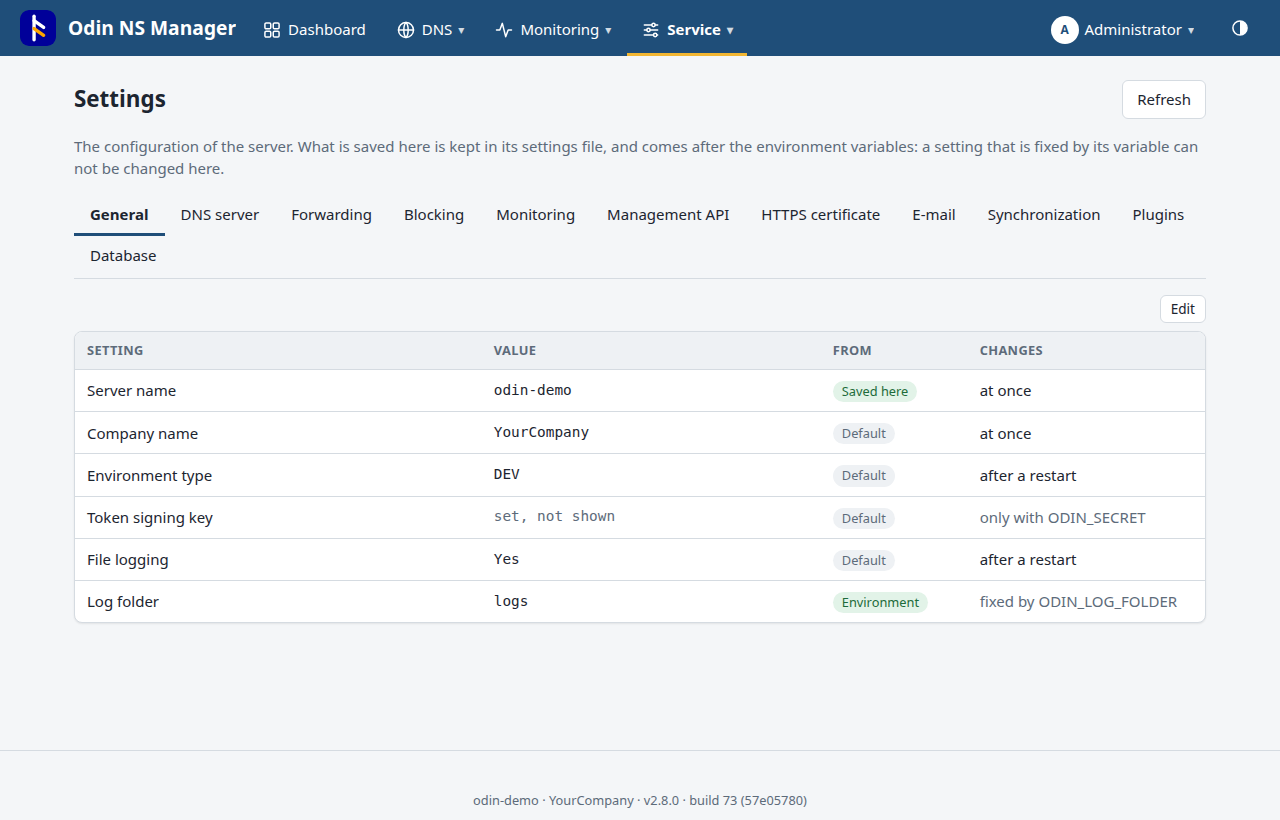 Odin NS Manager
Dashboard
DNS ▾
Monitoring ▾
Service ▾
A Administrator ▾
Settings
Refresh
The configuration of the server. What is saved here is kept in its settings file, and comes after the environment variables: a setting that is fixed by its variable can
not be changed here.
General DNS server Forwarding Blocking Monitoring Management API HTTPS certificate E-mail Synchronization Plugins
Database
Edit
SETTING VALUE FROM CHANGES
Server name odin-demo Saved here at once
Company name YourCompany Default at once
Environment type DEV Default after a restart
Token signing key set, not shown Default only with ODIN_SECRET
File logging Yes Default after a restart
Log folder logs Environment fixed by ODIN_LOG_FOLDER
odin-demo · YourCompany · v2.8.0 · build 73 (57e05780)